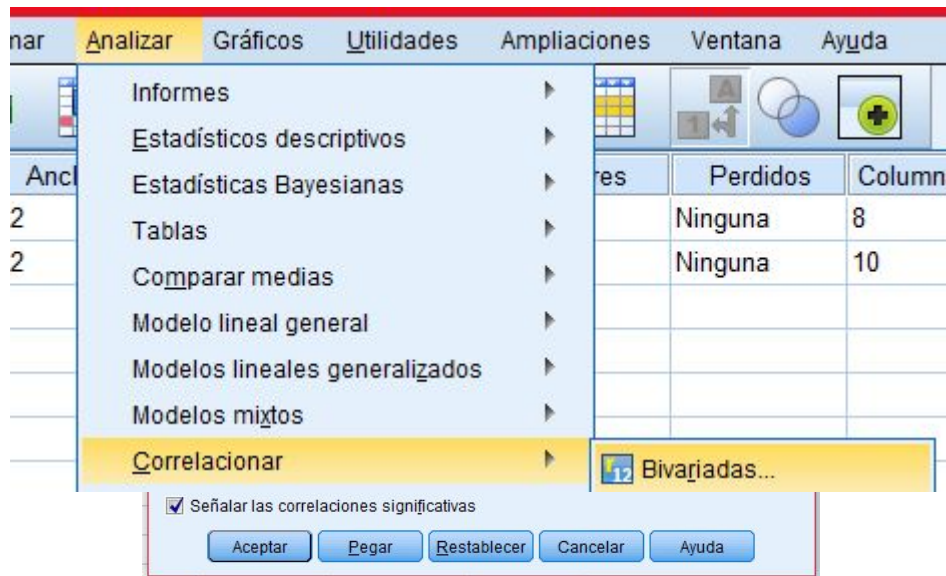 mar Analizar Gráficos Utilidades Ampliaciones Ventana Ayuda
Informes
Estadísticos descriptivos
Ancl Estadísticas Bayesianas res Perdidos Column
2 Tablas Ninguna 8
2 Comparar medias Ninguna 10
Modelo lineal general
Modelos lineales generalizados
Modelos mixtos
Correlacionar Bivariadas...
Señalar las correlaciones significativas
Aceptar Pegar Restablecer Cancelar Ayuda